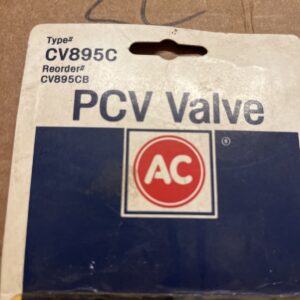 Type#
CV895C
Reorder#
CV895CB
PCV Valve
AC
®